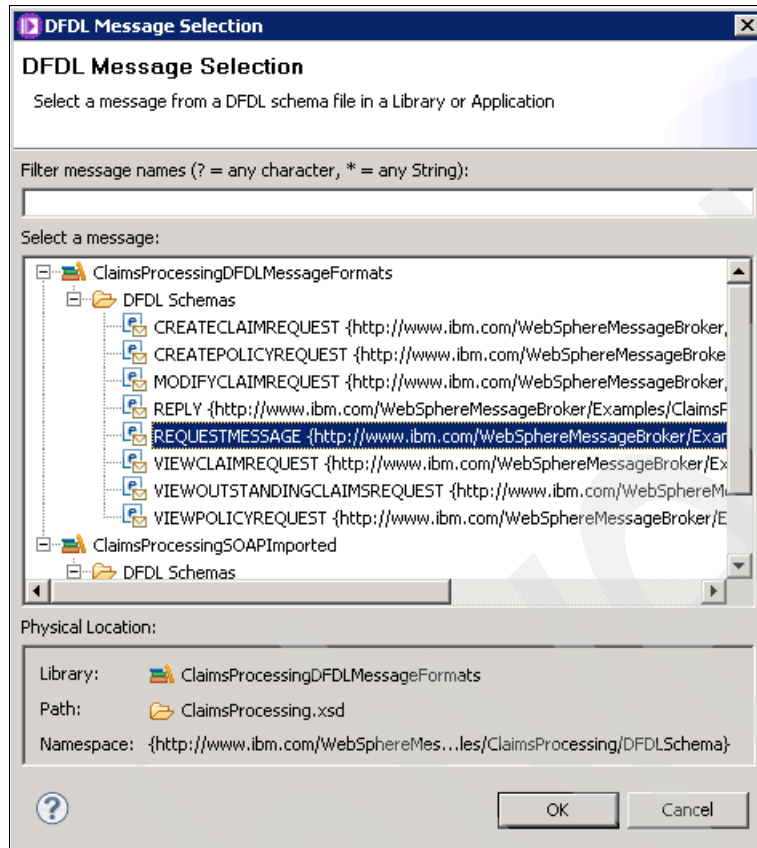 DFDL Message Selection
DFDL Message Selection
Select a message from a DFDL schema file in a Library or Application
Filter message names (? = any character, * = any String):
Select a message:
ClaimsProcessingDFDLMessageFormats
DFDL Schemas
CREATECLAIMREQUEST {http://www.ibm.com/WebSphereMessageBroker,
CREATEPOLICYREQUEST {http://www.ibm.com/WebSphereMessageBroke
MODIFYCLAIMREQUEST {http://www.ibm.com/WebSphereMessageBroker,
REPLY {http://www.ibm.com/WebSphereMessageBroker/Examples/ClaimsF
REQUESTMESSAGE {http://www.ibm.com/WebSphereMessageBroker/Exar
VIEWCLAIMREQUEST {http://www.ibm.com/WebSphereMessageBroker/Ex
VIEWOUTSTANDINGCLAIMSREQUEST {http://www.ibm.com/WebSphereM
VIEWPOLICYREQUEST {http://www.ibm.com/WebSphereMessageBroker/E
ClaimsProcessingSOAPImported
DFDL Schemas
Physical Location:
Library: ClaimsProcessingDFDLMessageFormats
Path: ClaimsProcessing.xsd
Namespace: {http://www.ibm.com/WebSphereMes...les/ClaimsProcessing/DFDLSchema}
OK Cancel